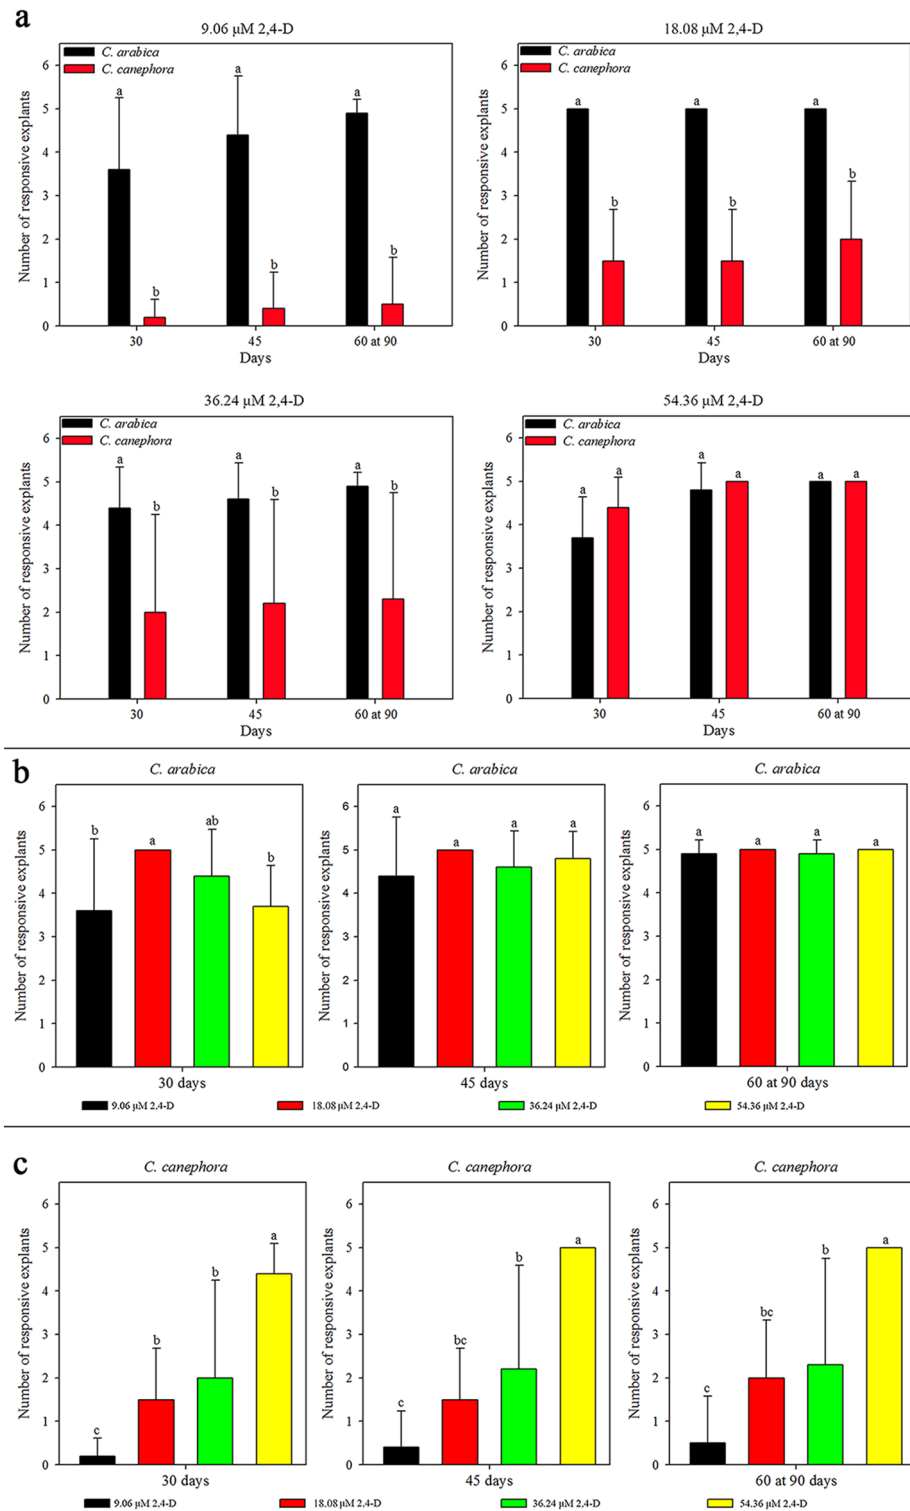 a
9.06 µM 2,4-D
C. arabica
C. canephora
Number of responsive explants
6
5
4
3
2
1
0
a
b
a
b
a
b
30
45
60 at 90
Days
18.08 µM 2,4-D
C. arabica
C. canephora
Number of responsive explants
6
5
4
3
2
1
0
a
b
a
b
a
b
30
45
60 at 90
Days
36.24 µM 2,4-D
C. arabica
C. canephora
Number of responsive explants
6
5
4
3
2
1
0
a
b
a
b
a
b
30
45
60 at 90
Days
54.36 µM 2,4-D
C. arabica
C. canephora
Number of responsive explants
6
5
4
3
2
1
0
a
a
a
a
a
a
30
45
60 at 90
Days
b
C. arabica
Number of responsive explants
6
5
4
3
2
1
0
b
a
ab
b
30 days
C. arabica
Number of responsive explants
6
5
4
3
2
1
0
a
a
a
a
45 days
C. arabica
Number of responsive explants
6
5
4
3
2
1
0
a
a
a
a
60 at 90 days
9.06 µM 2,4-D
18.08 µM 2,4-D
36.24 µM 2,4-D
54.36 µM 2,4-D
c
C. canephora
Number of responsive explants
6
5
4
3
2
1
0
c
b
b
a
30 days
C. canephora
Number of responsive explants
6
5
4
3
2
1
0
c
bc
b
a
45 days
C. canephora
Number of responsive explants
6
5
4
3
2
1
0
c
bc
b
a
60 at 90 days
9.06 µM 2,4-D
18.08 µM 2,4-D
36.24 µM 2,4-D
54.36 µM 2,4-D